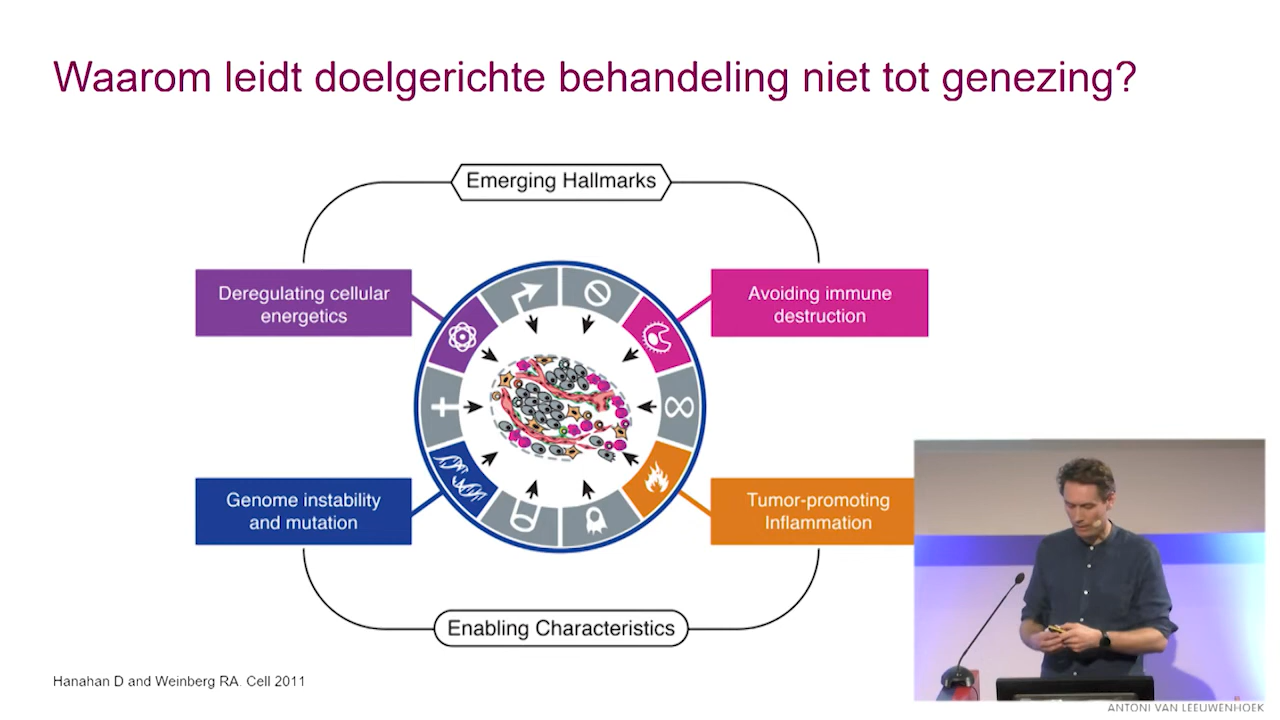 Waarom leidt doelgerichte behandeling niet tot genezing?
Emerging Hallmarks
Deregulating cellular
energetics
Avoiding immune
destruction
Genome instability
and mutation
Tumor-promoting
Inflammation
Enabling Characteristics
Hanahan D and Weinberg RA. Cell 2011
ANTONI VAN LEEUWENHOEK